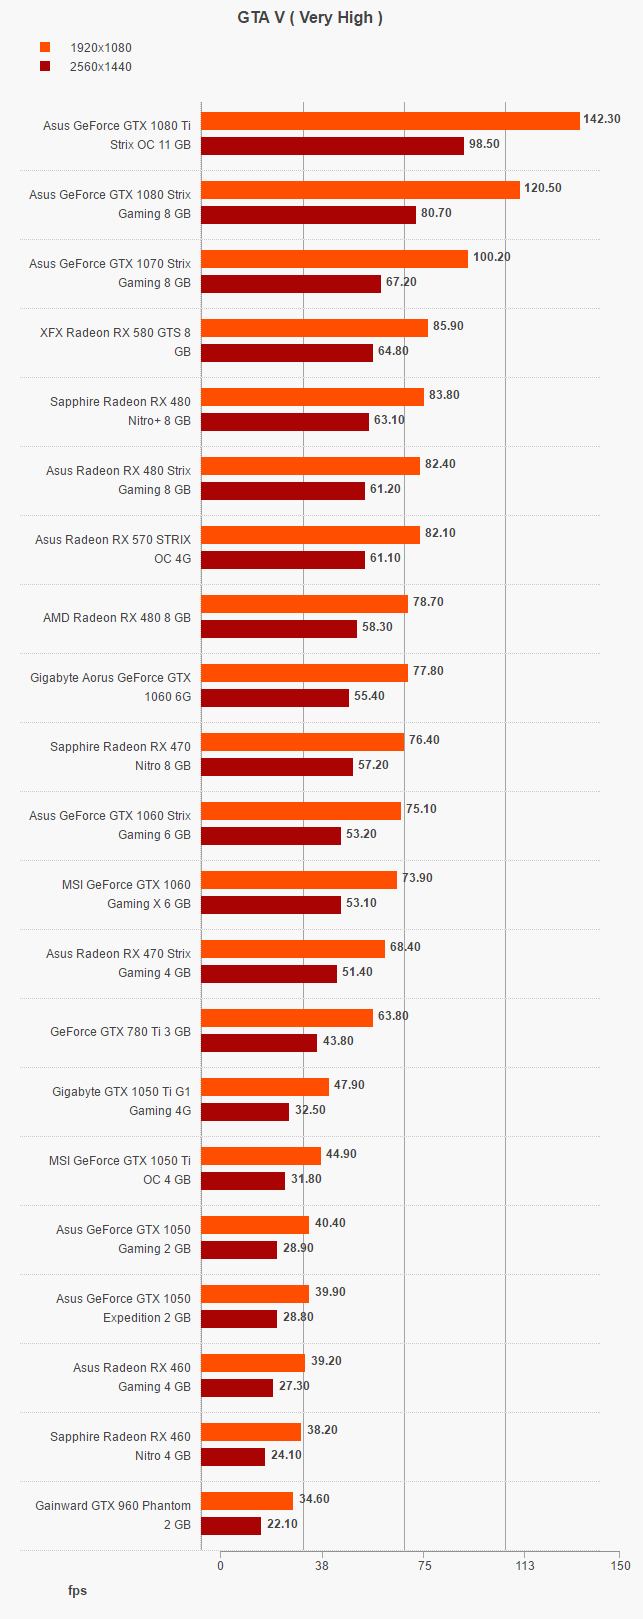 GTA V ( Very High )
1920x1080
2560x1440
Asus GeForce GTX 1080 Ti
Strix OC 11 GB
142.30
98.50
Asus GeForce GTX 1080 Strix
Gaming 8 GB
120.50
80.70
Asus GeForce GTX 1070 Strix
Gaming 8 GB
100.20
67.20
XFX Radeon RX 580 GTS 8
GB
85.90
64.80
Sapphire Radeon RX 480
Nitro+ 8 GB
83.80
63.10
Asus Radeon RX 480 Strix
Gaming 8 GB
82.40
61.20
Asus Radeon RX 570 STRIX
OC 4G
82.10
61.10
AMD Radeon RX 480 8 GB
78.70
58.30
Gigabyte Aorus GeForce GTX
1060 6G
77.80
55.40
Sapphire Radeon RX 470
Nitro 8 GB
76.40
57.20
Asus GeForce GTX 1060 Strix
Gaming 6 GB
75.10
53.20
MSI GeForce GTX 1060
Gaming X 6 GB
73.90
53.10
Asus Radeon RX 470 Strix
Gaming 4 GB
68.40
51.40
GeForce GTX 780 Ti 3 GB
63.80
43.80
Gigabyte GTX 1050 Ti G1
Gaming 4G
47.90
32.50
MSI GeForce GTX 1050 Ti
OC 4 GB
44.90
31.80
Asus GeForce GTX 1050
Gaming 2 GB
40.40
28.90
Asus GeForce GTX 1050
Expedition 2 GB
39.90
28.80
Asus Radeon RX 460
Gaming 4 GB
39.20
27.30
Sapphire Radeon RX 460
Nitro 4 GB
38.20
24.10
Gainward GTX 960 Phantom
2 GB
34.60
22.10
0 38 75 113 150
fps